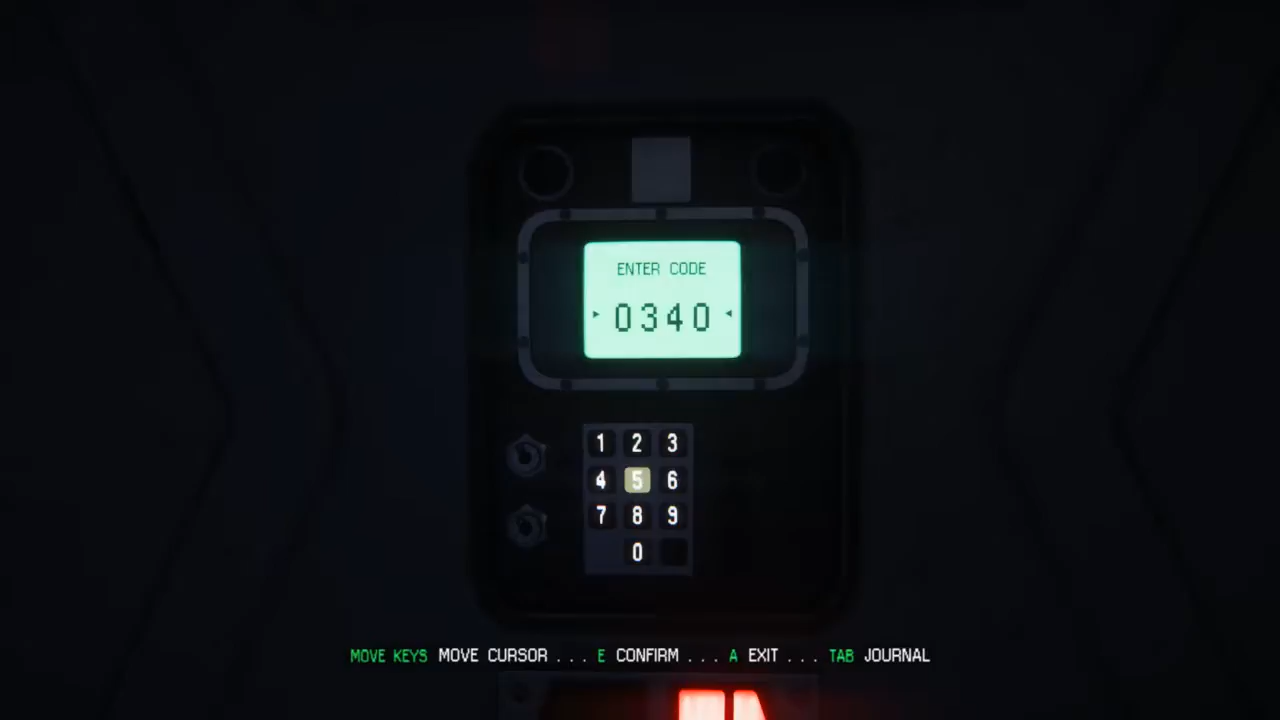 ENTER CODE
0340
1 2 3
4 5 6
7 8 9
0
MOVE KEYS MOVE CURSOR . . . E CONFIRM . . . A EXIT . . . TAB JOURNAL